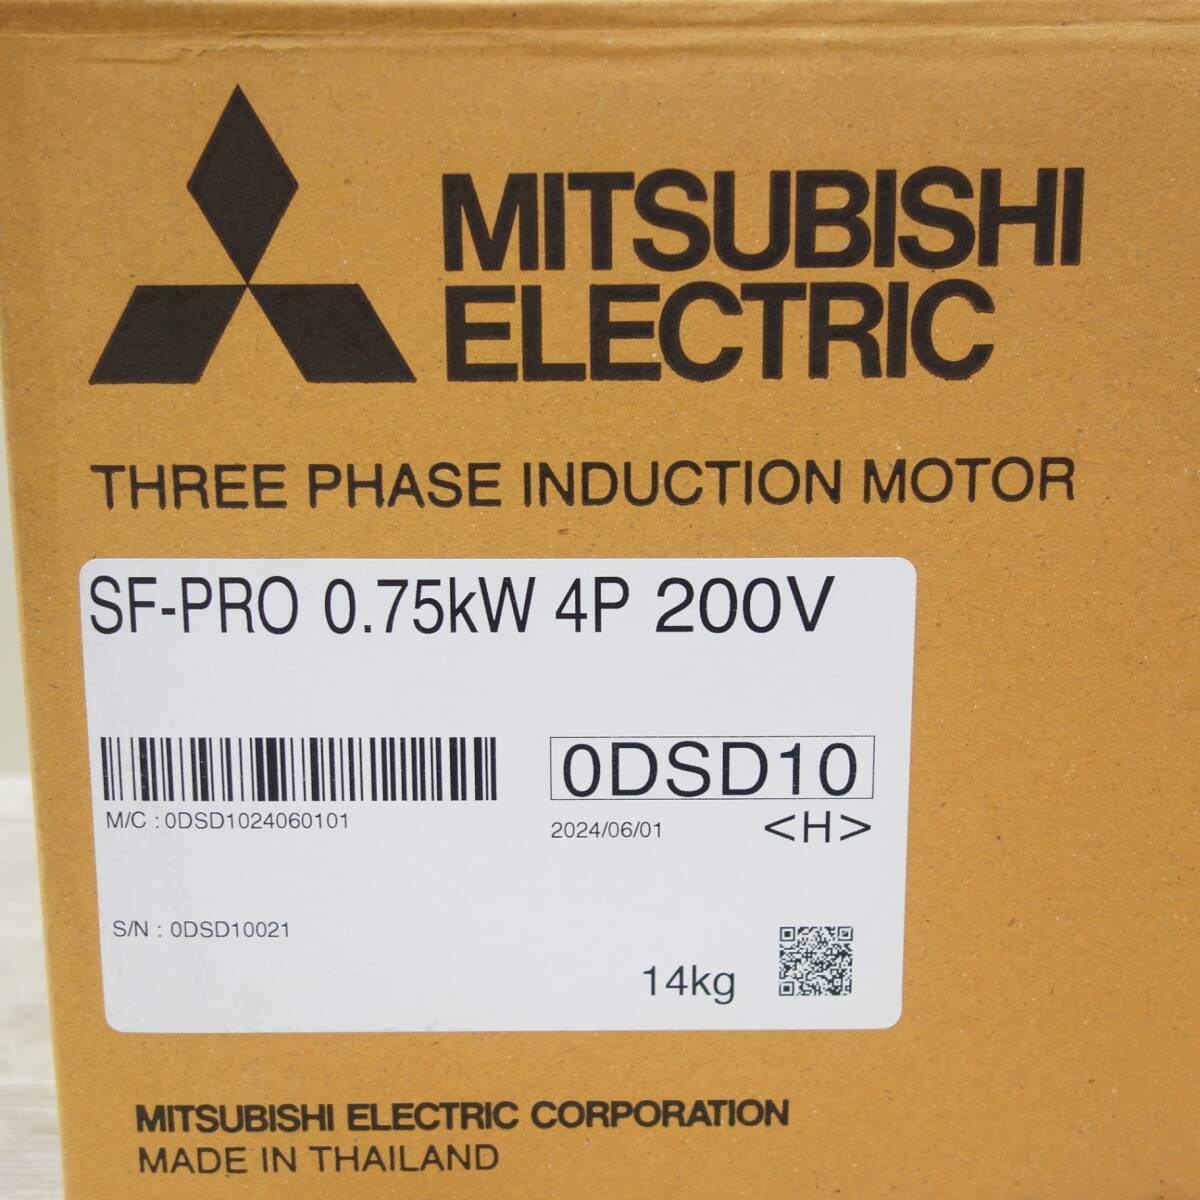 MITSUBISHI
ELECTRIC
THREE PHASE INDUCTION MOTOR
SF-PRO 0.75kW 4P 200V
0DSD10
M/C : 0DSD1024060101
2024/06/01 <H>
S/N : 0DSD10021
14kg
MITSUBISHI ELECTRIC CORPORATION
MADE IN THAILAND